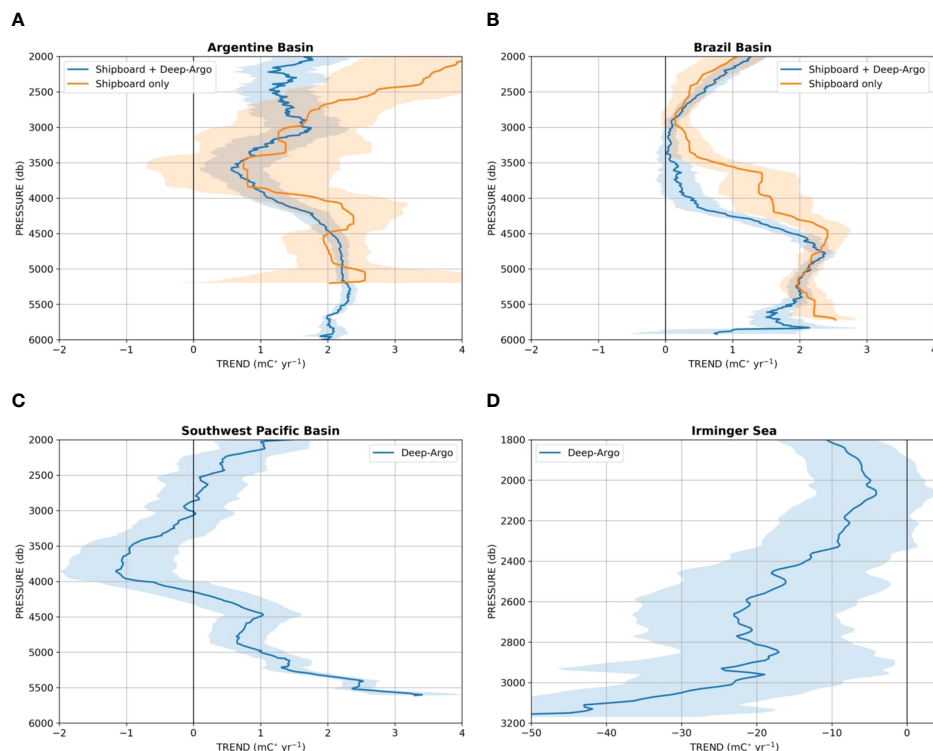 A
Argentine Basin
Shipboard + Deep-Argo
Shipboard only
2000
2500
3000
3500
4000
4500
5000
5500
6000
PRESSURE (db)
−2
−1
0
1
2
3
4
TREND (mC° yr⁻¹)
B
Brazil Basin
Shipboard + Deep-Argo
Shipboard only
2000
2500
3000
3500
4000
4500
5000
5500
6000
PRESSURE (db)
−2
−1
0
1
2
3
4
TREND (mC° yr⁻¹)
C
Southwest Pacific Basin
Deep-Argo
2000
2500
3000
3500
4000
4500
5000
5500
6000
PRESSURE (db)
−2
−1
0
1
2
3
4
TREND (mC° yr⁻¹)
D
Irminger Sea
Deep-Argo
1800
2000
2200
2400
2600
2800
3000
3200
PRESSURE (db)
−50
−40
−30
−20
−10
0
TREND (mC° yr⁻¹)